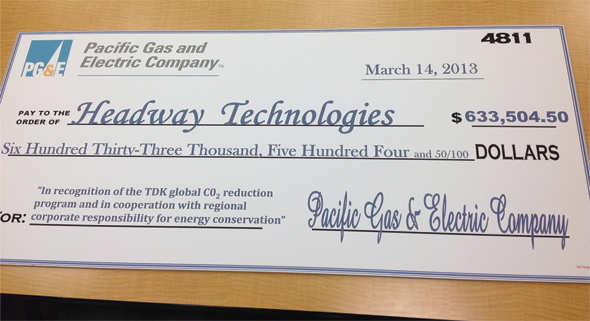 4811
PG&E
Pacific Gas and
Electric Company™
March 14, 2013
PAY TO THE
ORDER OF Headway Technologies $ 633,504.50
Six Hundred Thirty-Three Thousand, Five Hundred Four and 50/100 DOLLARS
"In recognition of the TDK global CO₂ reduction
program and in cooperation with regional
OR: corporate responsibility for energy conservation"
Pacific Gas & Electric Company